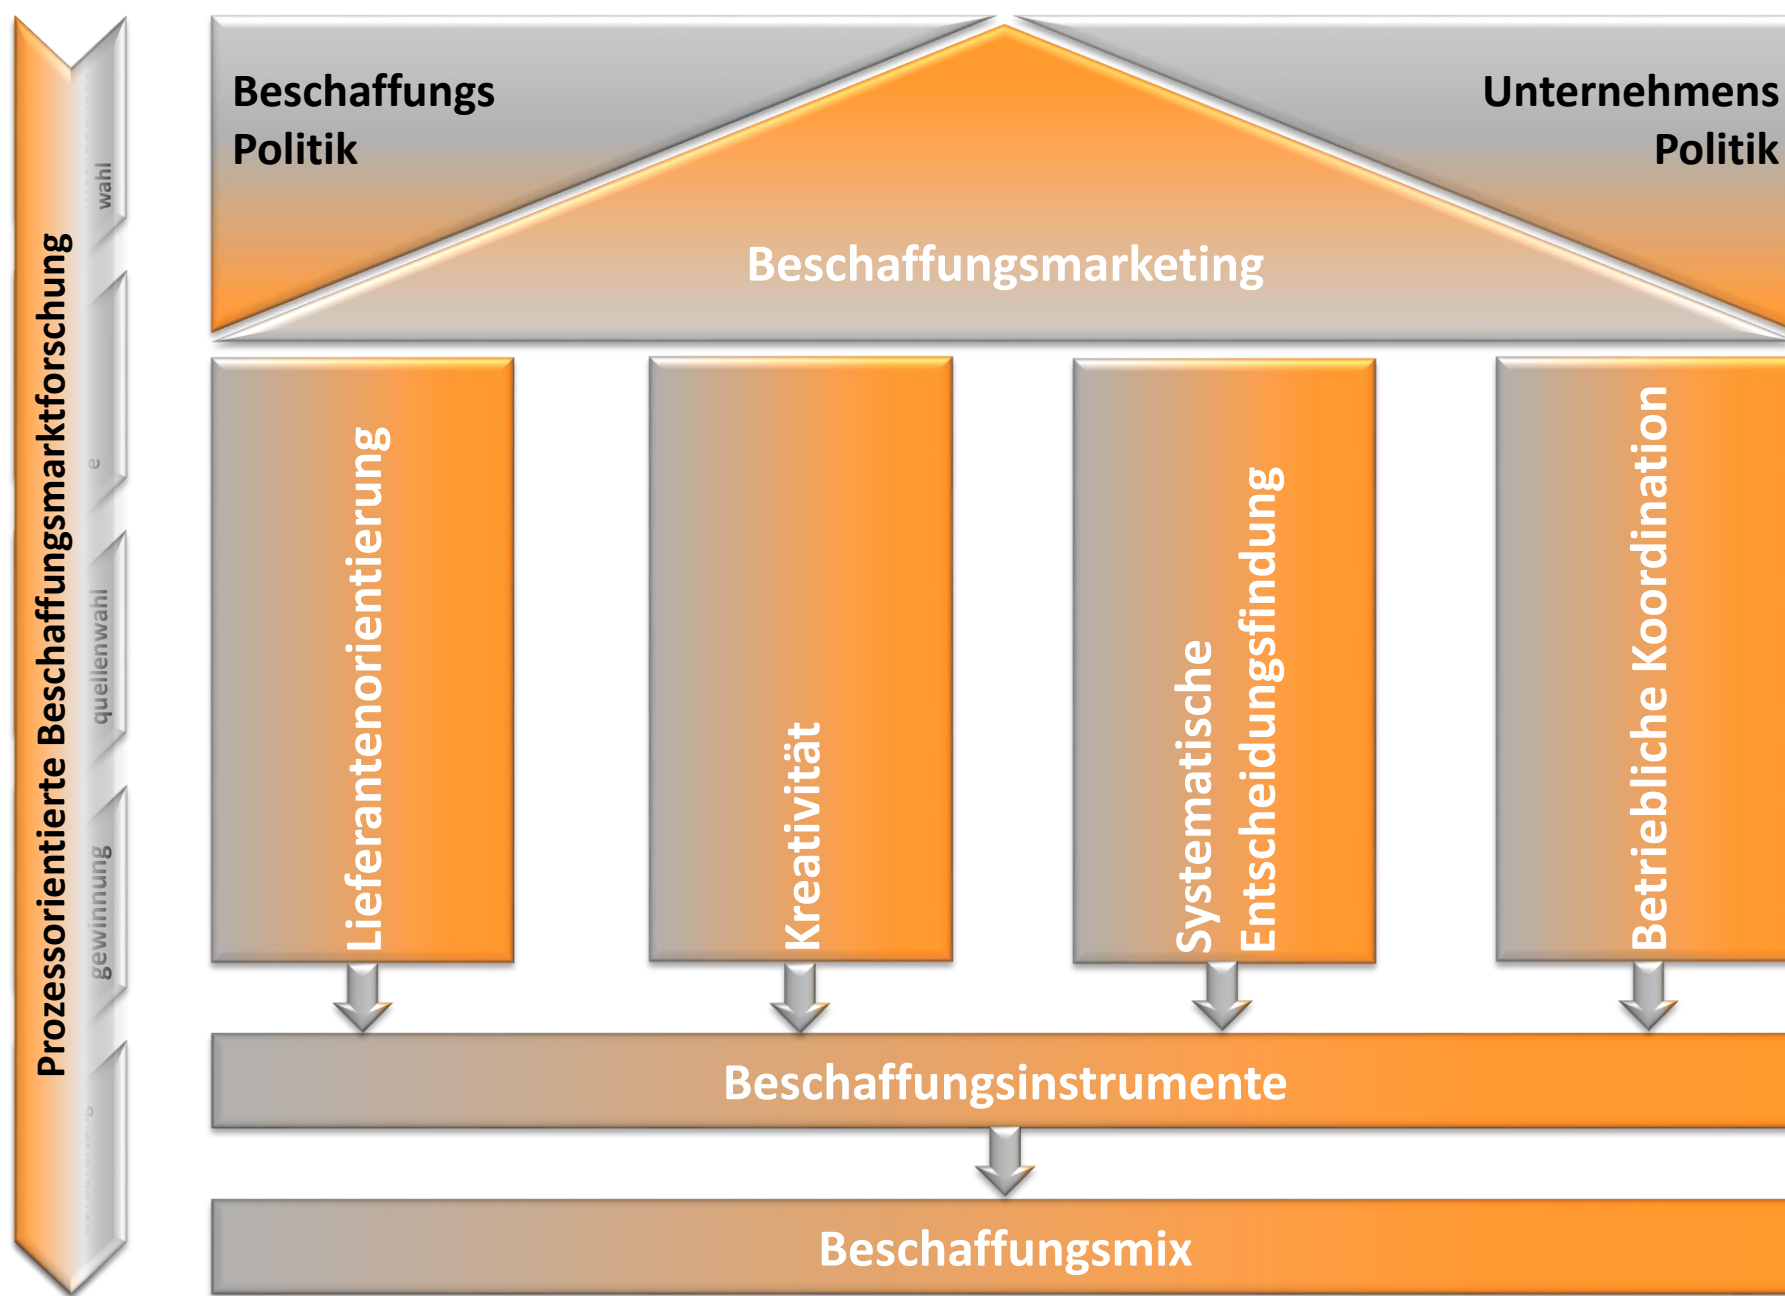 Prozessorientierte Beschaffungsmarktforschung
wahl
e
quellenwahl
gewinnung
Beschaffungs
Politik
Unternehmens
Politik
Beschaffungsmarketing
Lieferantenorientierung
Kreativität
Systematische
Entscheidungsfindung
Betriebliche Koordination
Beschaffungsinstrumente
Beschaffungsmix